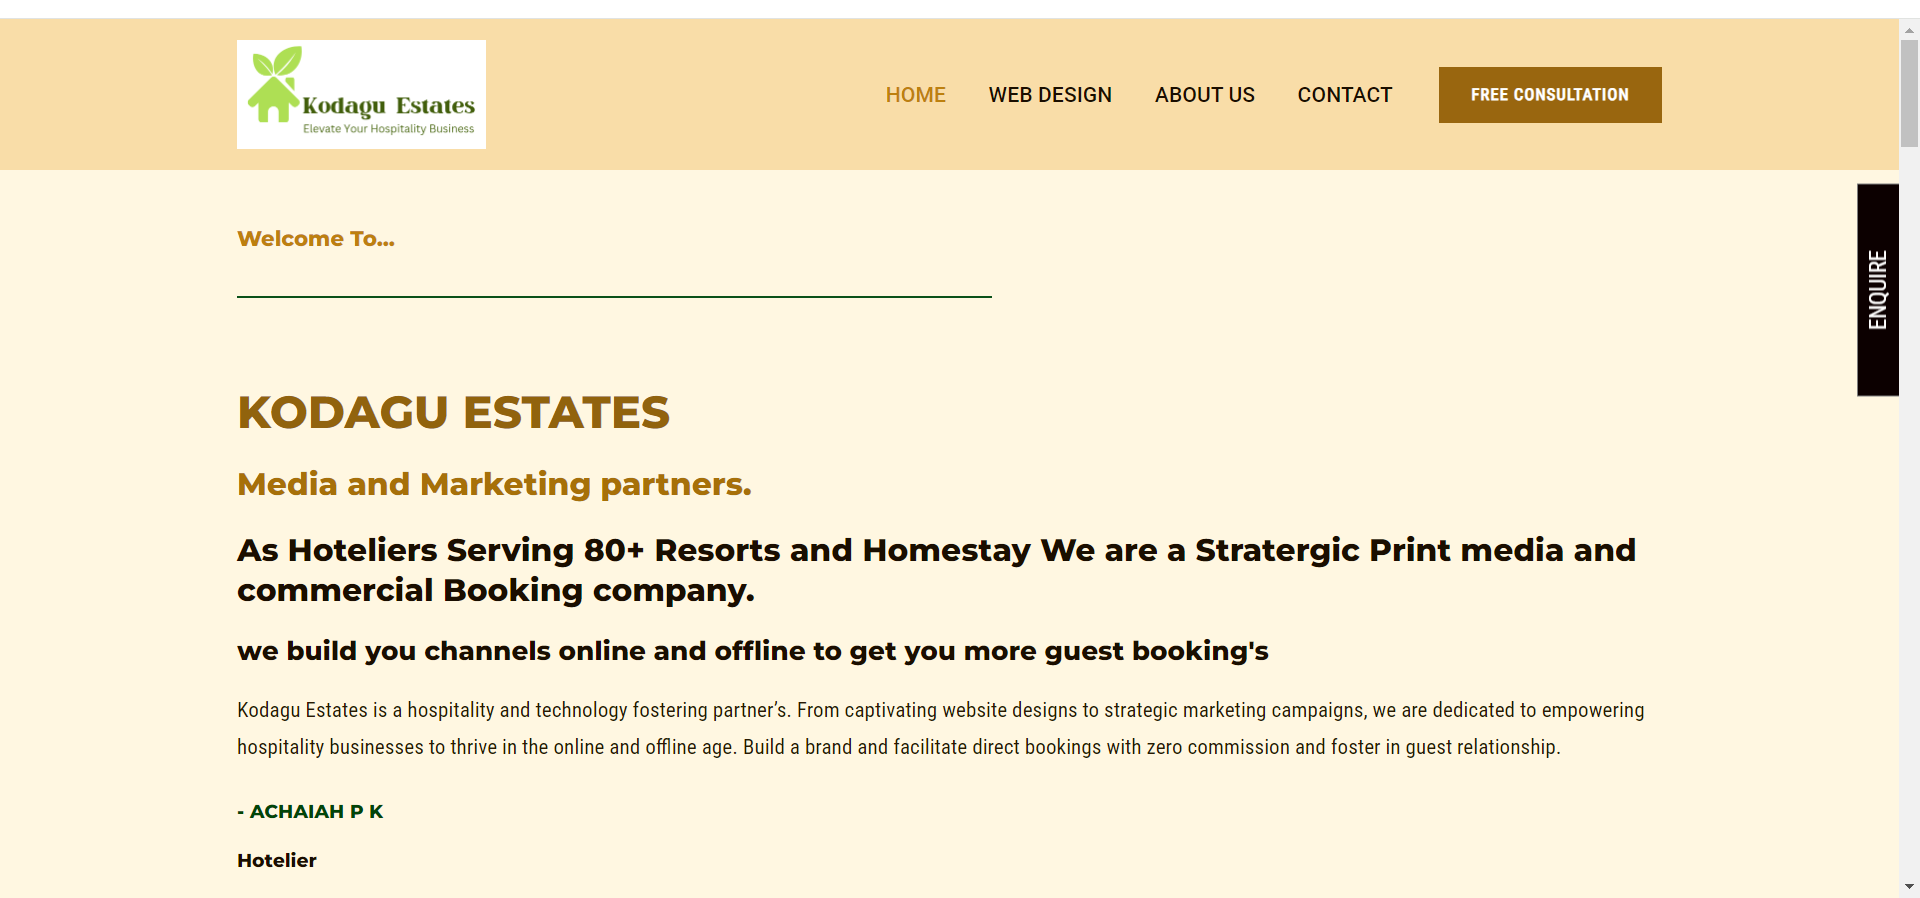 Kodagu Estates
Elevate Your Hospitality Business
HOME WEB DESIGN ABOUT US CONTACT FREE CONSULTATION
ENQUIRE
Welcome To...
KODAGU ESTATES
Media and Marketing partners.
As Hoteliers Serving 80+ Resorts and Homestay We are a Stratergic Print media and
commercial Booking company.
we build you channels online and offline to get you more guest booking's
Kodagu Estates is a hospitality and technology fostering partner’s. From captivating website designs to strategic marketing campaigns, we are dedicated to empowering
hospitality businesses to thrive in the online and offline age. Build a brand and facilitate direct bookings with zero commission and foster in guest relationship.
- ACHAIAH P K
Hotelier